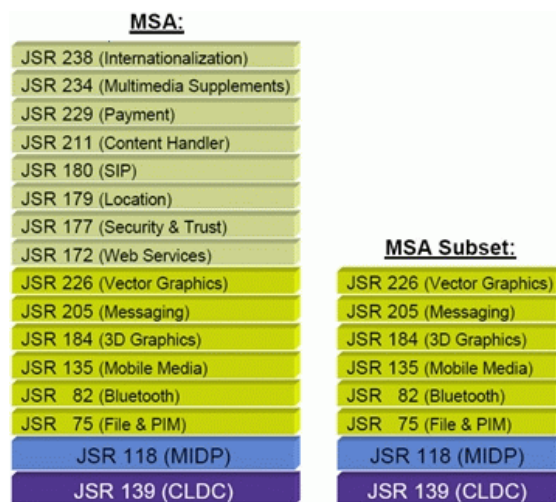 MSA:
JSR 238 (Internationalization)
JSR 234 (Multimedia Supplements)
JSR 229 (Payment)
JSR 211 (Content Handler)
JSR 180 (SIP)
JSR 179 (Location)
JSR 177 (Security & Trust)
JSR 172 (Web Services)
JSR 226 (Vector Graphics)
JSR 205 (Messaging)
JSR 184 (3D Graphics)
JSR 135 (Mobile Media)
JSR 82 (Bluetooth)
JSR 75 (File & PIM)
JSR 118 (MIDP)
JSR 139 (CLDC)
MSA Subset:
JSR 226 (Vector Graphics)
JSR 205 (Messaging)
JSR 184 (3D Graphics)
JSR 135 (Mobile Media)
JSR 82 (Bluetooth)
JSR 75 (File & PIM)
JSR 118 (MIDP)
JSR 139 (CLDC)